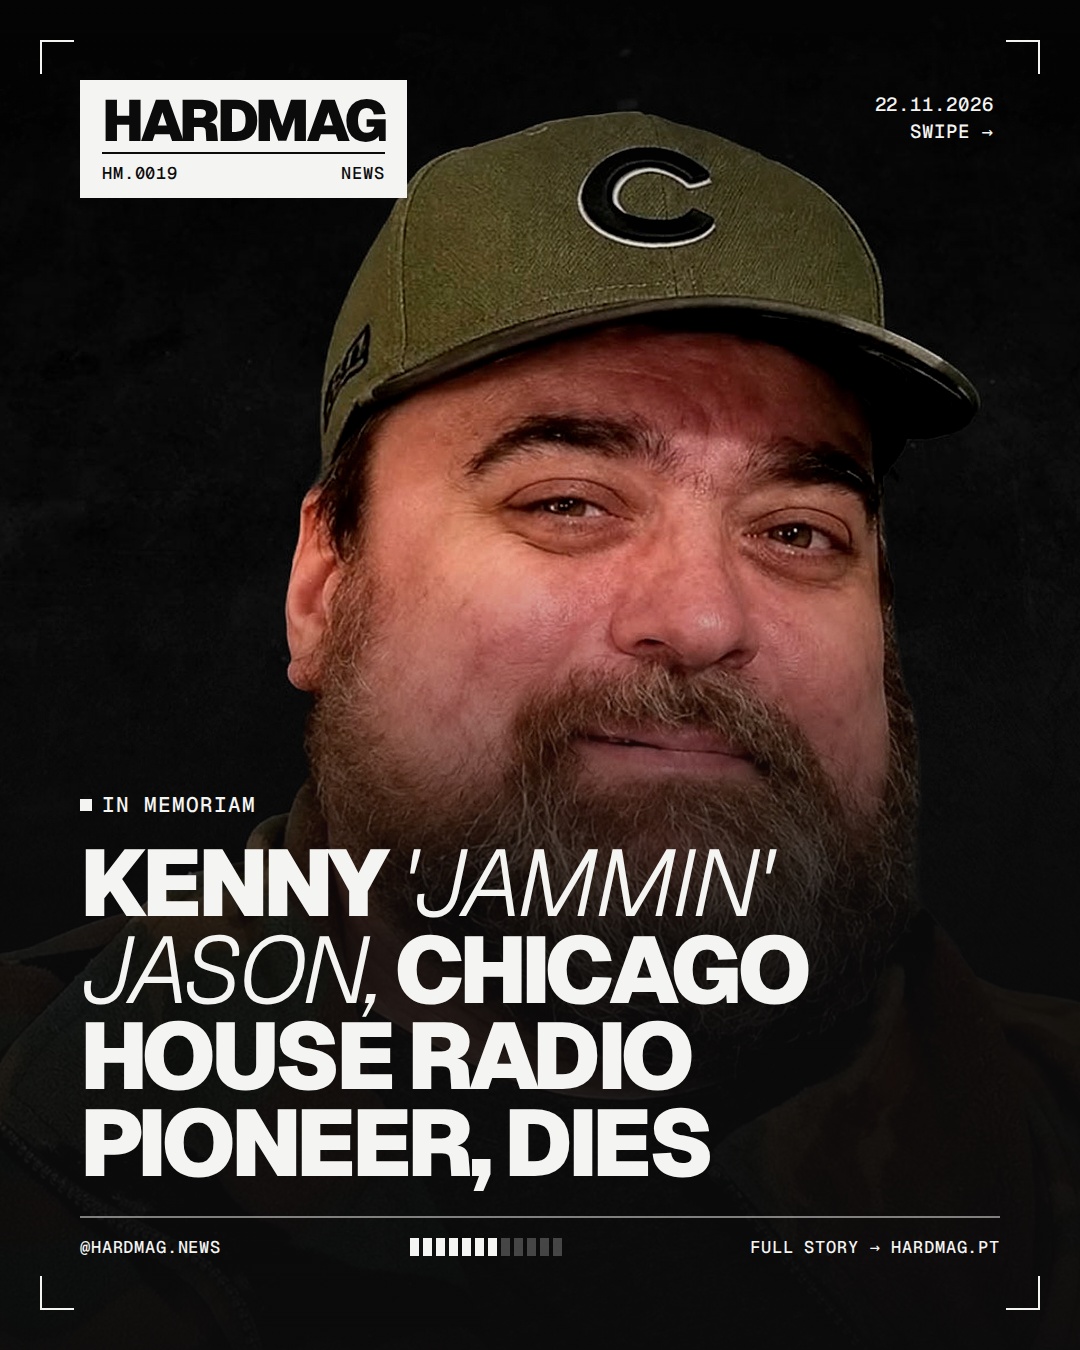 HARDMAG
HM.0019 NEWS
22.11.2026
SWIPE →
C
IN MEMORIAM
KENNY 'JAMMIN'
JASON, CHICAGO
HOUSE RADIO
PIONEER, DIES
@HARDMAG.NEWS
FULL STORY → HARDMAG.PT